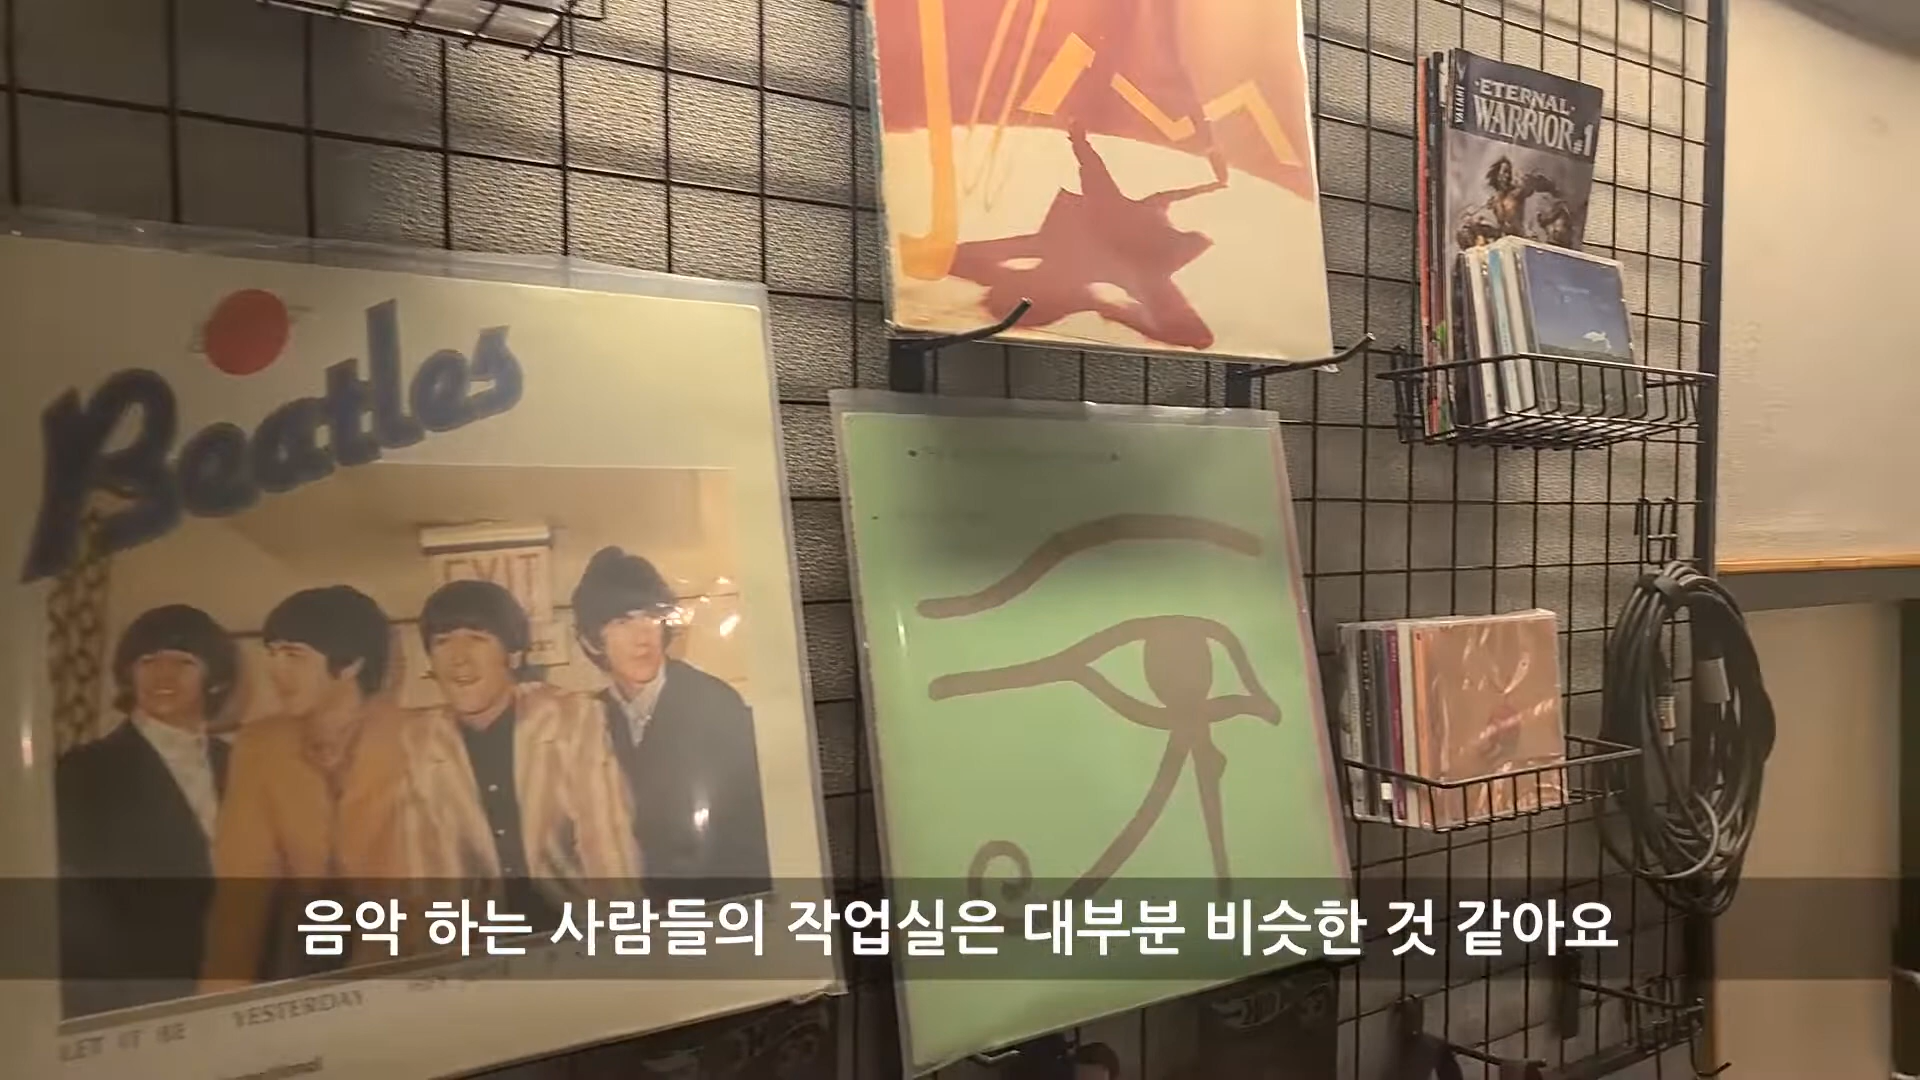 Beatles
EXIT
LET IT BE YESTERDAY
VALIANT
ETERNAL
WARRIOR #1
음악 하는 사람들의 작업실은 대부분 비슷한 것 같아요